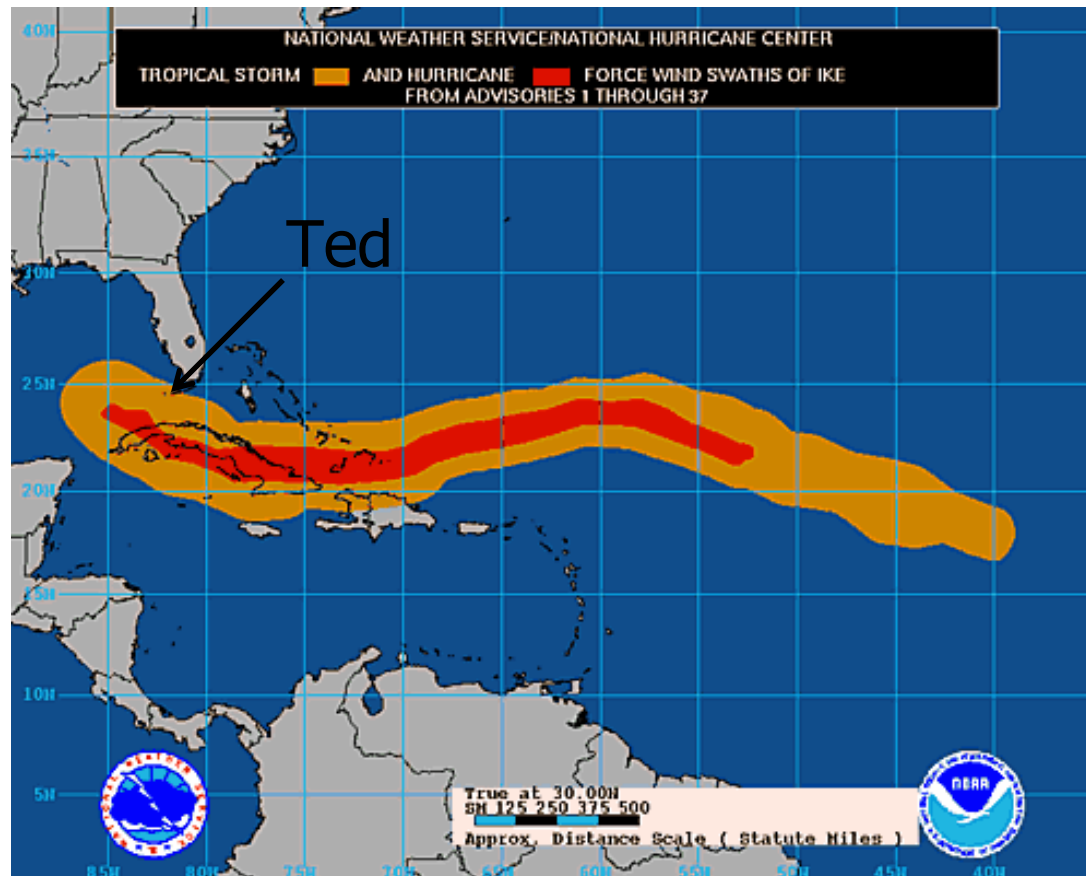 NATIONAL WEATHER SERVICE/NATIONAL HURRICANE CENTER
TROPICAL STORM AND HURRICANE FORCE WIND SWATHS OF IKE
FROM ADVISORIES 1 THROUGH 37
40N
35N
Ted
30N
25N
20N
15N
10N
5N
NOAA
True at 30.00N
SM 125 250 375 500
Approx. Distance Scale ( Statute Miles )
85W 80W 75W 70W 65W 60W 55W 50W 45W 40W